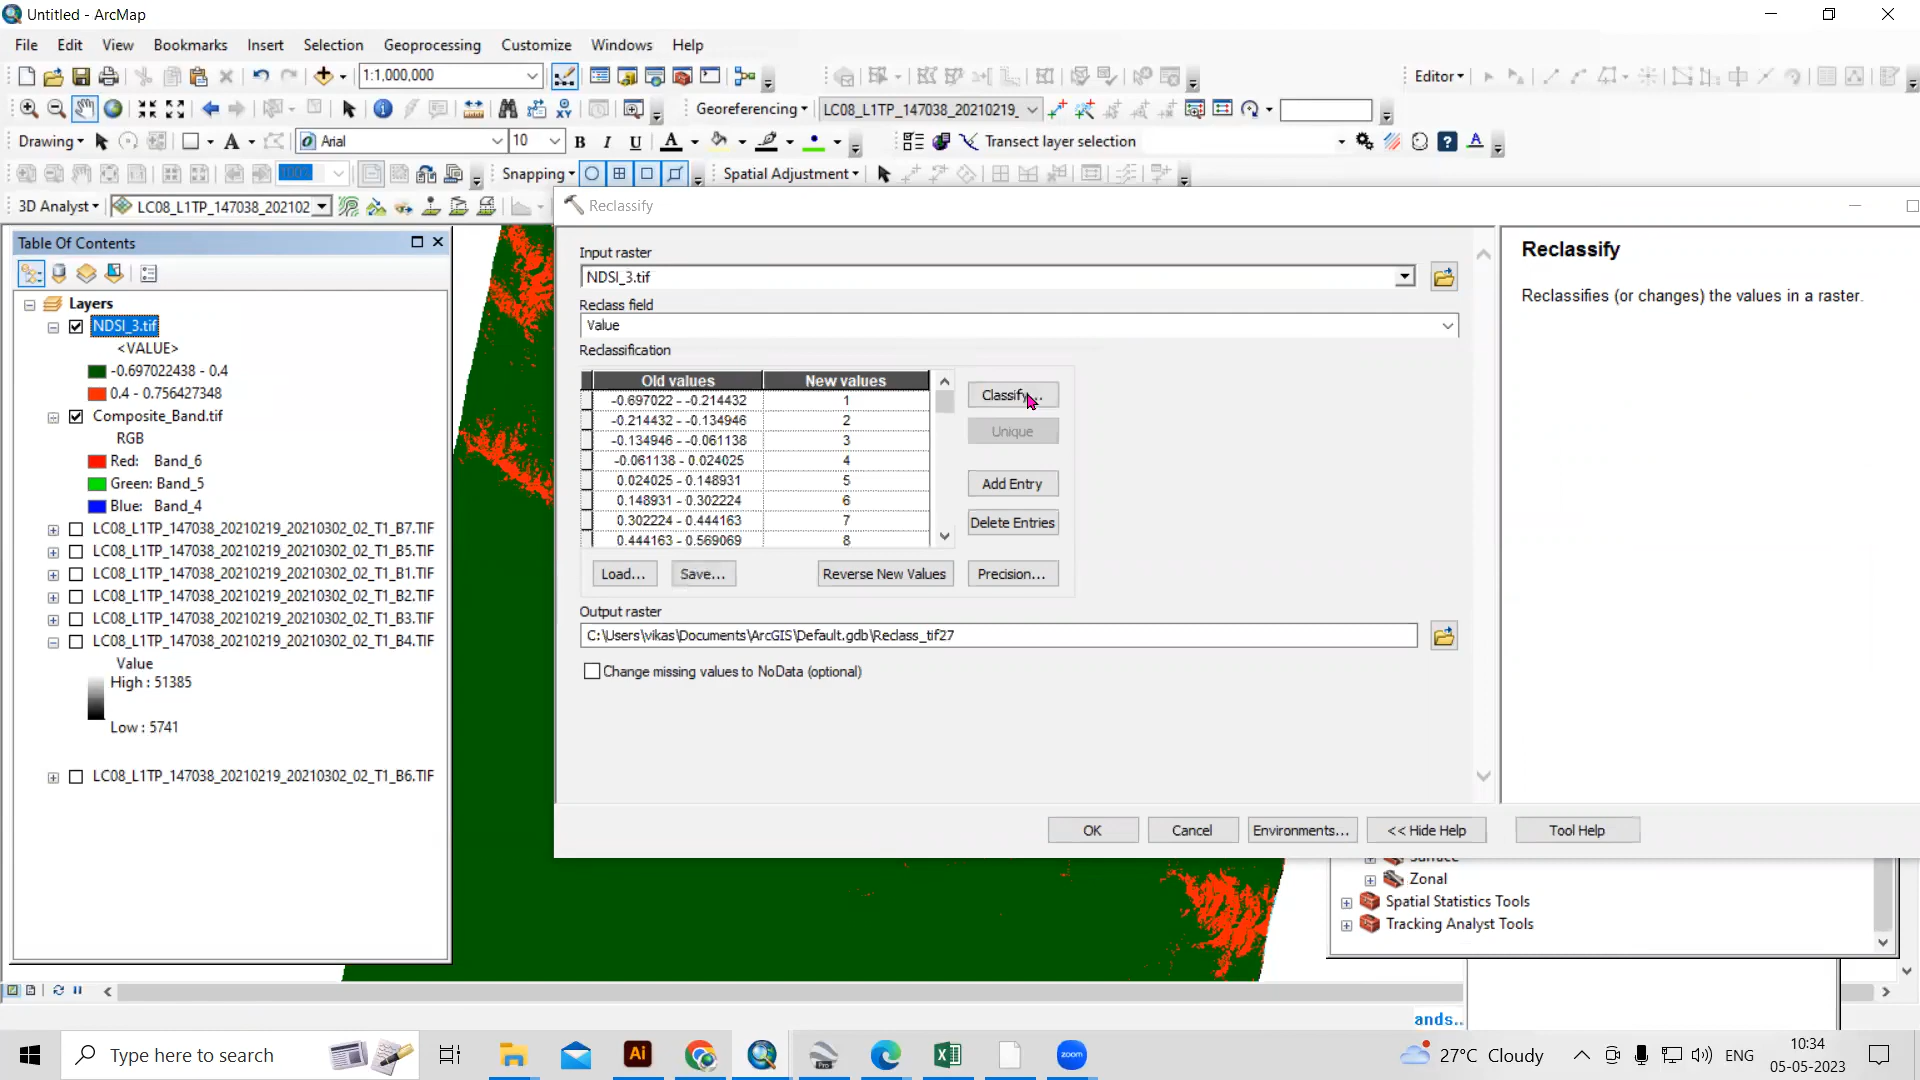 Untitled - ArcMap
File Edit View Bookmarks Insert Selection Geoprocessing Customize Windows Help
1:1,000,000
Editor
Georeferencing
LC08_L1TP_147038_20210219_
Drawing
Arial
10
B I U A
Transect layer selection
100%
Snapping
Spatial Adjustment
3D Analyst
LC08_L1TP_147038_202102
Reclassify
Table Of Contents
Layers
NDSI_3.tif
<VALUE>
-0.697022438 - 0.4
0.4 - 0.756427348
Composite_Band.tif
RGB
Red: Band_6
Green: Band_5
Blue: Band_4
LC08_L1TP_147038_20210219_20210302_02_T1_B7.TIF
LC08_L1TP_147038_20210219_20210302_02_T1_B5.TIF
LC08_L1TP_147038_20210219_20210302_02_T1_B1.TIF
LC08_L1TP_147038_20210219_20210302_02_T1_B2.TIF
LC08_L1TP_147038_20210219_20210302_02_T1_B3.TIF
LC08_L1TP_147038_20210219_20210302_02_T1_B4.TIF
Value
High : 51385
Low : 5741
LC08_L1TP_147038_20210219_20210302_02_T1_B6.TIF
Input raster
NDSI_3.tif
Reclass field
Value
Reclassification
Old values New values
-0.697022 - -0.214432 1
-0.214432 - -0.134946 2
-0.134946 - -0.061138 3
-0.061138 - 0.024025 4
0.024025 - 0.148931 5
0.148931 - 0.302224 6
0.302224 - 0.444163 7
0.444163 - 0.569069 8
Classify...
Unique
Add Entry
Delete Entries
Load... Save... Reverse New Values Precision...
Output raster
C:\Users\vikas\Documents\ArcGIS\Default.gdb\Reclass_tif27
Change missing values to NoData (optional)
OK Cancel Environments... << Hide Help Tool Help
Reclassify
Reclassifies (or changes) the values in a raster.
Surface
Zonal
Spatial Statistics Tools
Tracking Analyst Tools
ands..
Type here to search
Ai
Pro
zoom
27°C Cloudy
ENG
10:34
05-05-2023